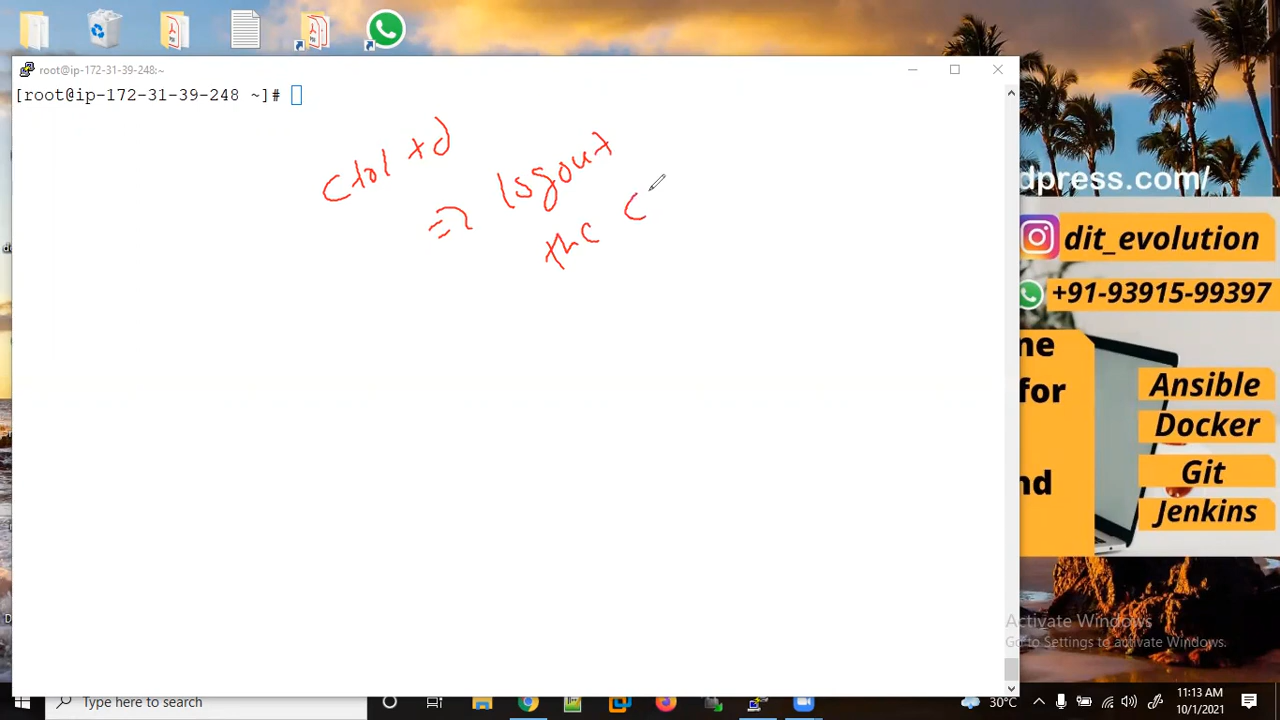 root@ip-172-31-39-248:~
[root@ip-172-31-39-248 ~]#
ctol + d
=> logout
the c
dpress.com/
dit_evolution
+91-93915-99397
ne
for
nd
Ansible
Docker
Git
Jenkins
Activate Windows
Go to Settings to activate Windows.
Type here to search
30°C
11:13 AM
10/1/2021